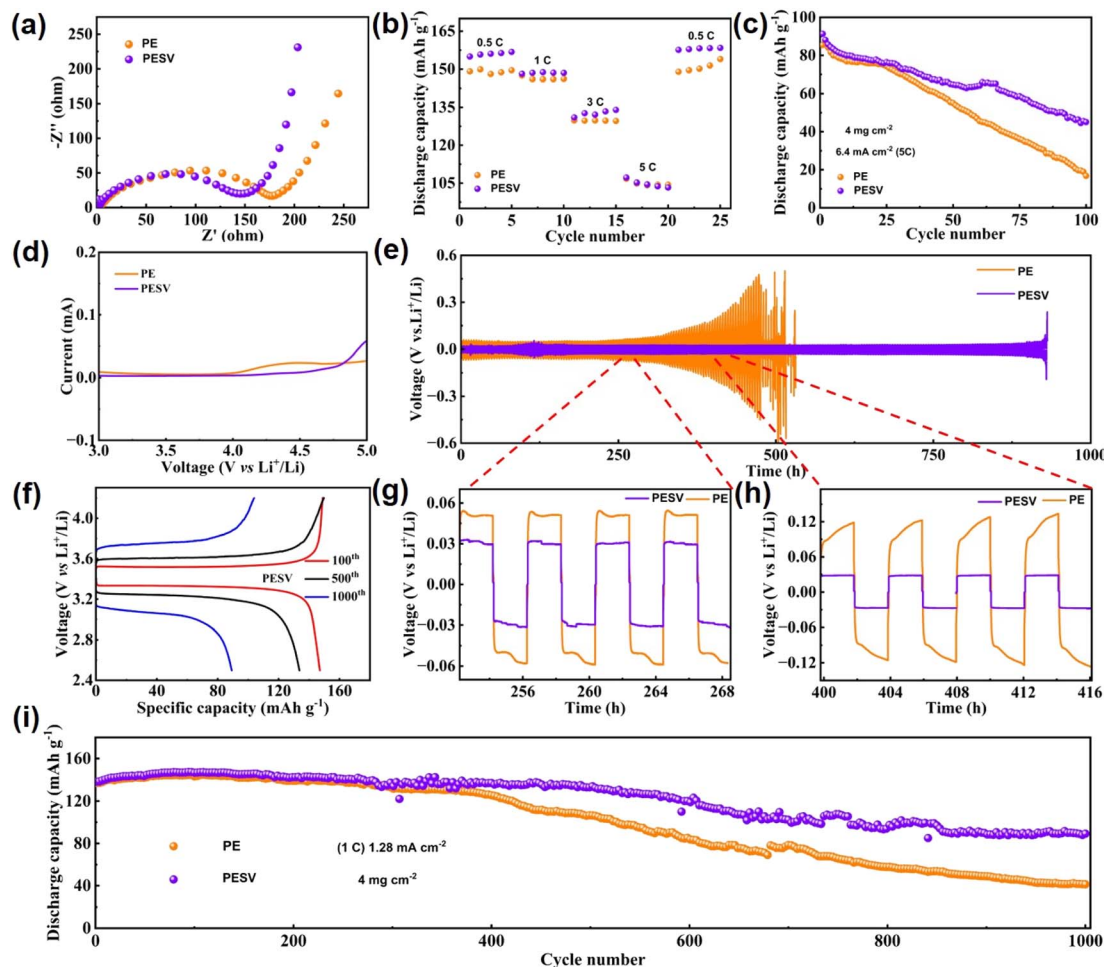 (a)
-Z'' (ohm)
250
200
150
100
50
0
PE
PESV
0 50 100 150 200 250
Z' (ohm)
(b)
Discharge capacity (mAh g-1)
165
150
135
120
105
0.5 C
1 C
3 C
5 C
0.5 C
PE
PESV
0 5 10 15 20 25
Cycle number
(c)
Discharge capacity (mAh g-1)
100
80
60
40
20
0
4 mg cm-2
6.4 mA cm-2 (5C)
PE
PESV
0 25 50 75 100
Cycle number
(d)
Current (mA)
0.2
0.1
0.0
−0.1
PE
PESV
3.0 3.5 4.0 4.5 5.0
Voltage (V vs Li+/Li)
(e)
Voltage (V vs.Li+/Li)
0.6
0.3
0.0
−0.3
−0.6
PE
PESV
0 250 500 750 1000
Time (h)
(f)
Voltage (V vs Li+/Li)
4.0
3.6
3.2
2.8
2.4
PESV
100th
500th
1000th
0 40 80 120 160
Specific capacity (mAh g-1)
(g)
Voltage (V vs Li+/Li)
0.06
0.03
0.00
−0.03
−0.06
PESV PE
256 260 264 268
Time (h)
(h)
Voltage (V vs Li+/Li)
0.12
0.06
0.00
−0.06
−0.12
PESV PE
400 404 408 412 416
Time (h)
(i)
Discharge capacity (mAh g-1)
160
120
80
40
0
PE (1 C) 1.28 mA cm-2
PESV 4 mg cm-2
0 200 400 600 800 1000
Cycle number